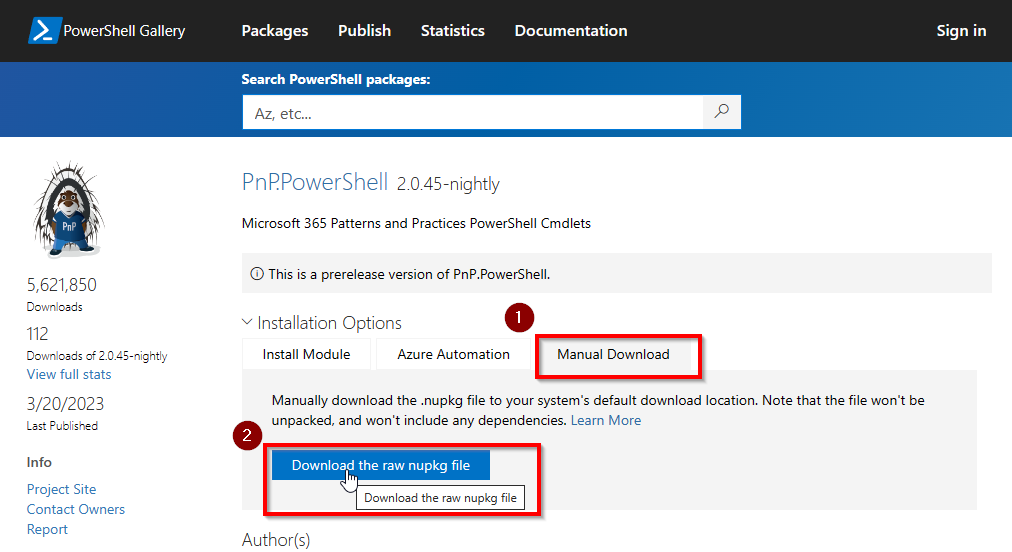 PowerShell Gallery
Packages
Publish
Statistics
Documentation
Sign in
Search PowerShell packages:
Az, etc...
PnP
5,621,850
Downloads
112
Downloads of 2.0.45-nightly
View full stats
3/20/2023
Last Published
Info
Project Site
Contact Owners
Report
PnP.PowerShell 2.0.45-nightly
Microsoft 365 Patterns and Practices PowerShell Cmdlets
This is a prerelease version of PnP.PowerShell.
Installation Options
1
Install Module
Azure Automation
Manual Download
Manually download the .nupkg file to your system's default download location. Note that the file won't be
unpacked, and won't include any dependencies. Learn More
2
Download the raw nupkg file
Download the raw nupkg file
Author(s)